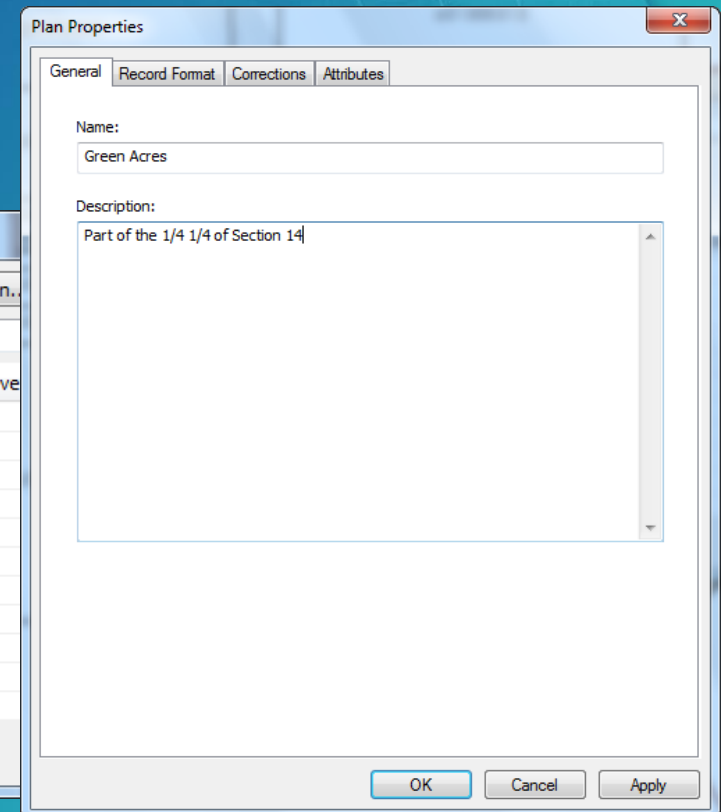 Plan Properties
General Record Format Corrections Attributes
Name:
Green Acres
Description:
Part of the 1/4 1/4 of Section 14
n..
ve
OK Cancel Apply